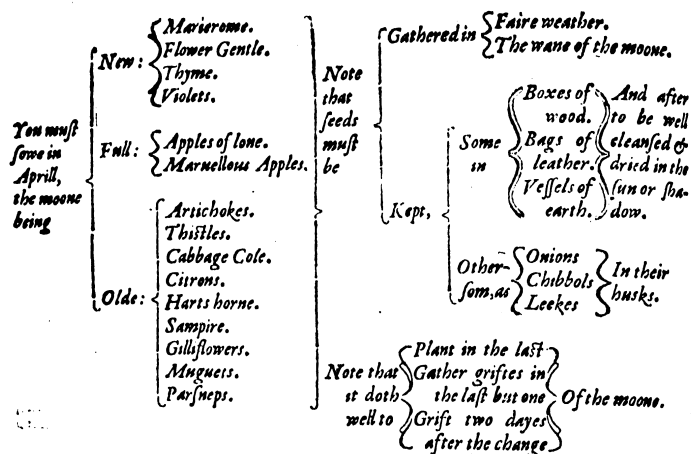 You must
ſowe in
Aprill,
the moone
being
New:
Marierome.
Flower Gentle.
Thyme.
Violets.
Full:
Apples of loue.
Maruellous Apples.
Olde:
Artichokes.
Thistles.
Cabbage Cole.
Citrons.
Harts horne.
Sampire.
Gilliflowers.
Muguets.
Parſneps.
Note
that
ſeeds
must
be
Gathered in
Faire weather.
The wane of the moone.
Kept,
Some
in
Boxes of
wood.
Bags of
leather.
Veſſels of
earth.
And after
to be well
cleansed &
dried in the
ſun or ſha-
dow.
Other-
ſom, as
Onions
Chibbols
Leekes
In their
husks.
Note that
it doth
well to
Plant in the laſt
Gather griftes in
the laſt but one
Grift two dayes
after the change
Of the moone.